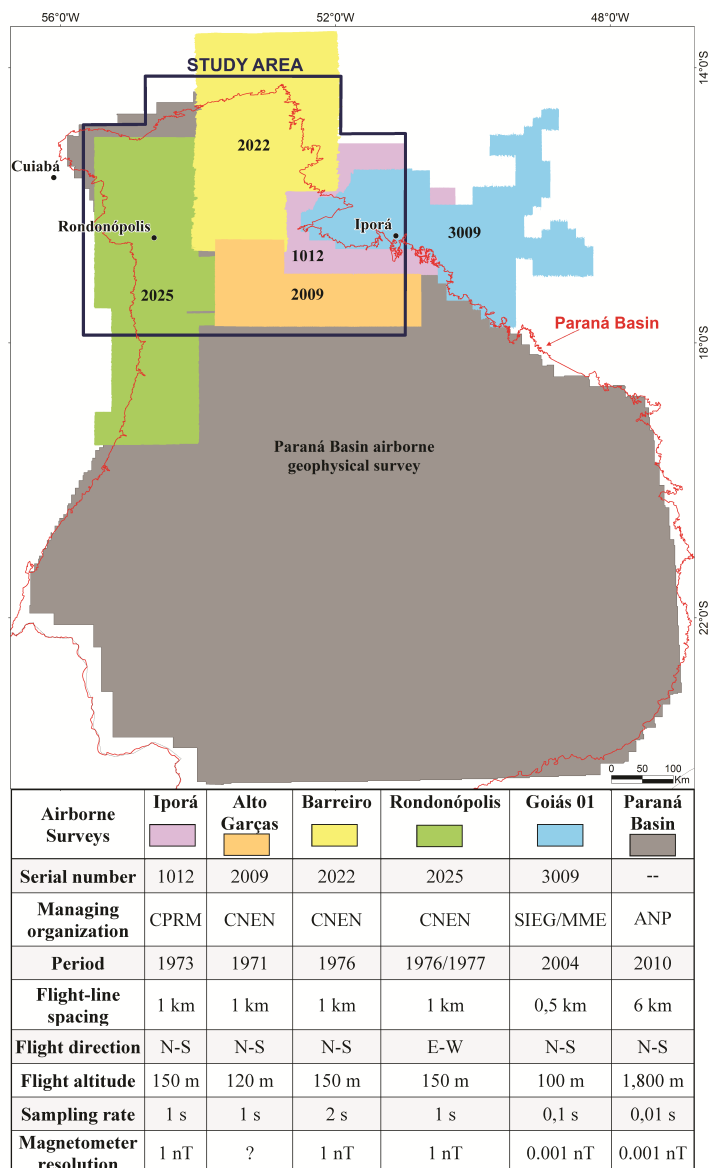 56°0'W 52°0'W 48°0'W
14°0'S
STUDY AREA
2022
Cuiabá
Rondonópolis
Iporá
3009
1012
2025
2009
Paraná Basin
18°0'S
Paraná Basin airborne
geophysical survey
22°0'S
0 50 100
Km
Airborne Surveys Iporá Alto Garças Barreiro Rondonópolis Goiás 01 Paraná Basin
Serial number 1012 2009 2022 2025 3009 --
Managing organization CPRM CNEN CNEN CNEN SIEG/MME ANP
Period 1973 1971 1976 1976/1977 2004 2010
Flight-line spacing 1 km 1 km 1 km 1 km 0,5 km 6 km
Flight direction N-S N-S N-S E-W N-S N-S
Flight altitude 150 m 120 m 150 m 150 m 100 m 1,800 m
Sampling rate 1 s 1 s 2 s 1 s 0,1 s 0,01 s
Magnetometer resolution 1 nT ? 1 nT 1 nT 0.001 nT 0.001 nT